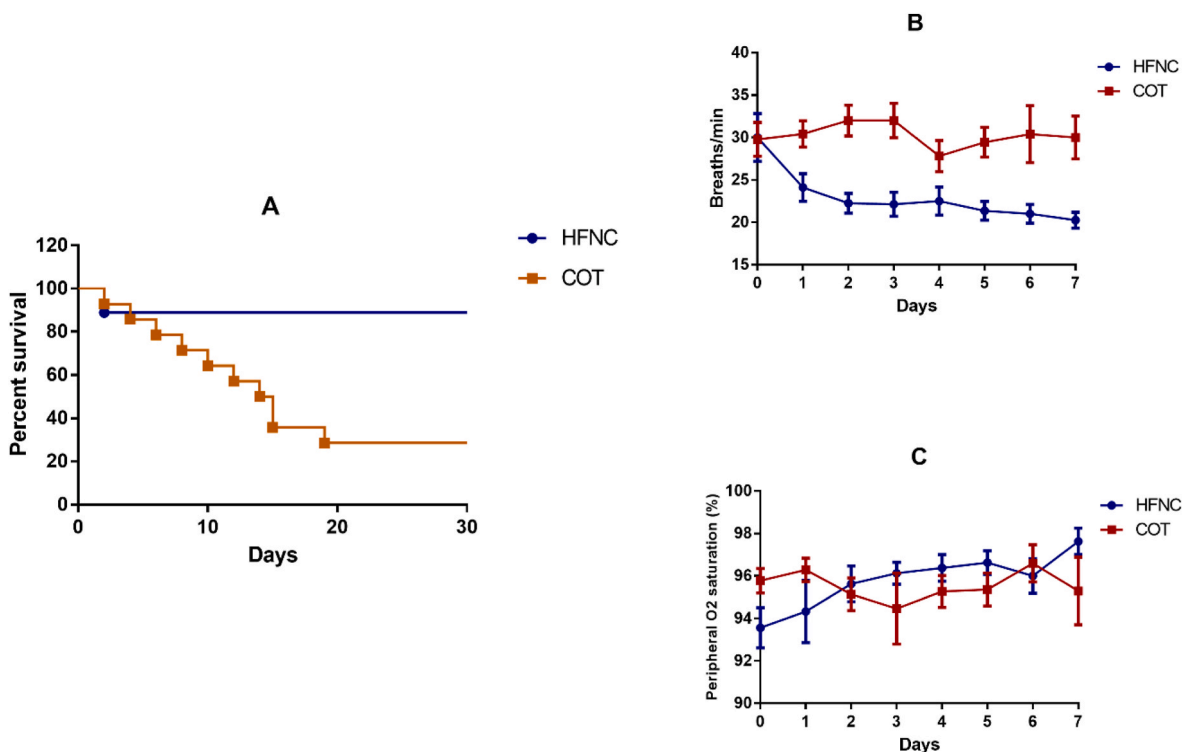 A
HFNC
COT
Percent survival
120
100
80
60
40
20
0
0 10 20 30
Days
B
HFNC
COT
Breaths/min
40
35
30
25
20
15
0 1 2 3 4 5 6 7
Days
C
HFNC
COT
Peripheral O2 saturation (%)
100
98
96
94
92
90
0 1 2 3 4 5 6 7
Days